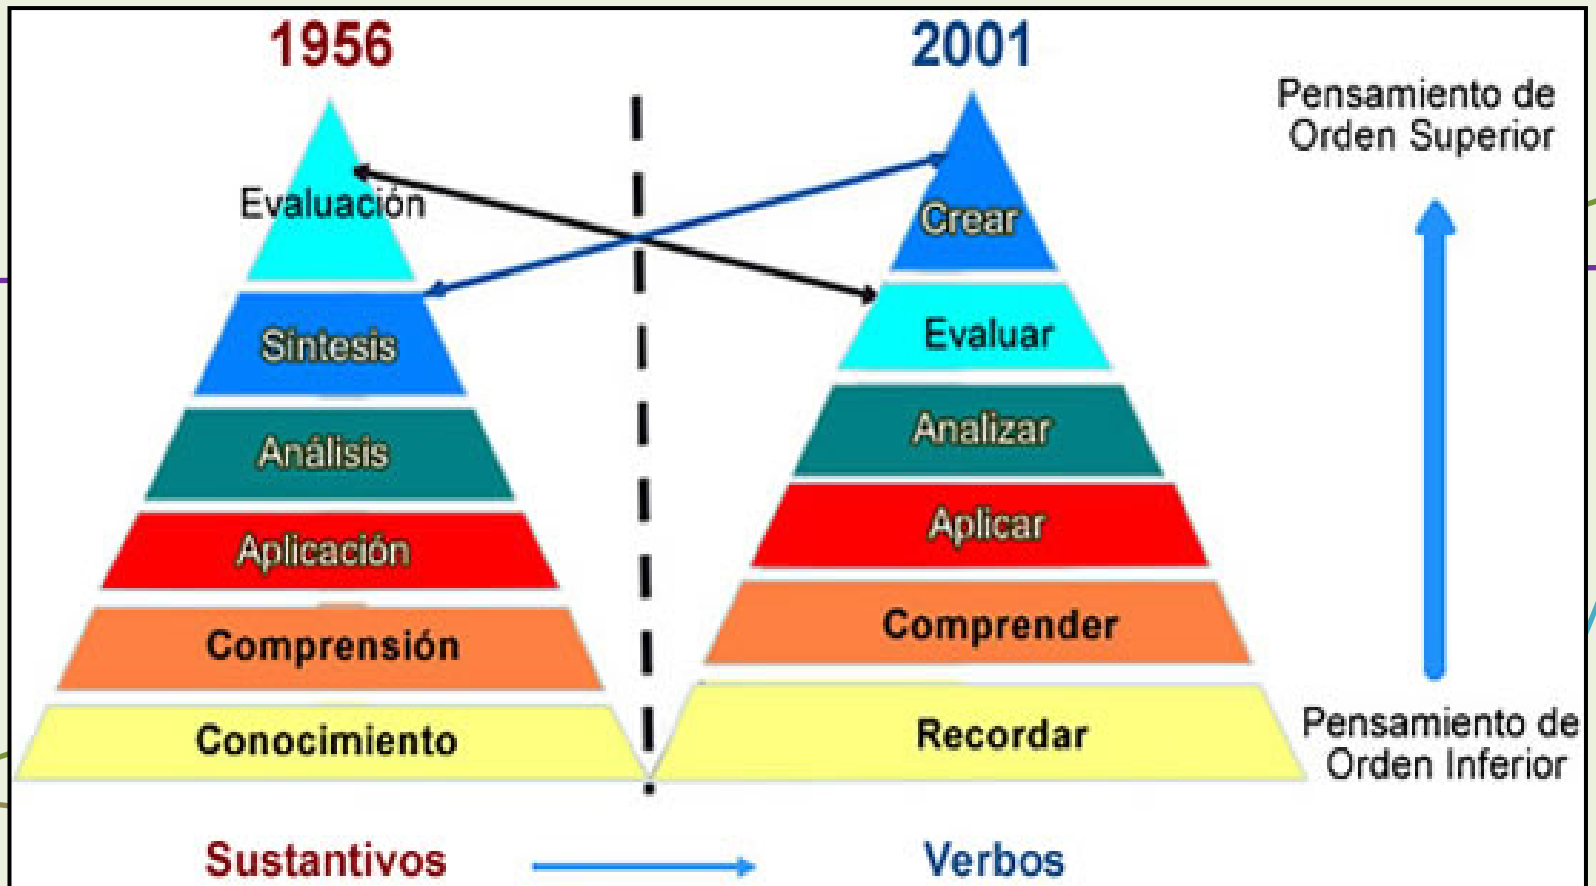 1956
Evaluación
Síntesis
Análisis
Aplicación
Comprensión
Conocimiento
Sustantivos
2001
Crear
Evaluar
Analizar
Aplicar
Comprender
Recordar
Verbos
Pensamiento de
Orden Superior
Pensamiento de
Orden Inferior